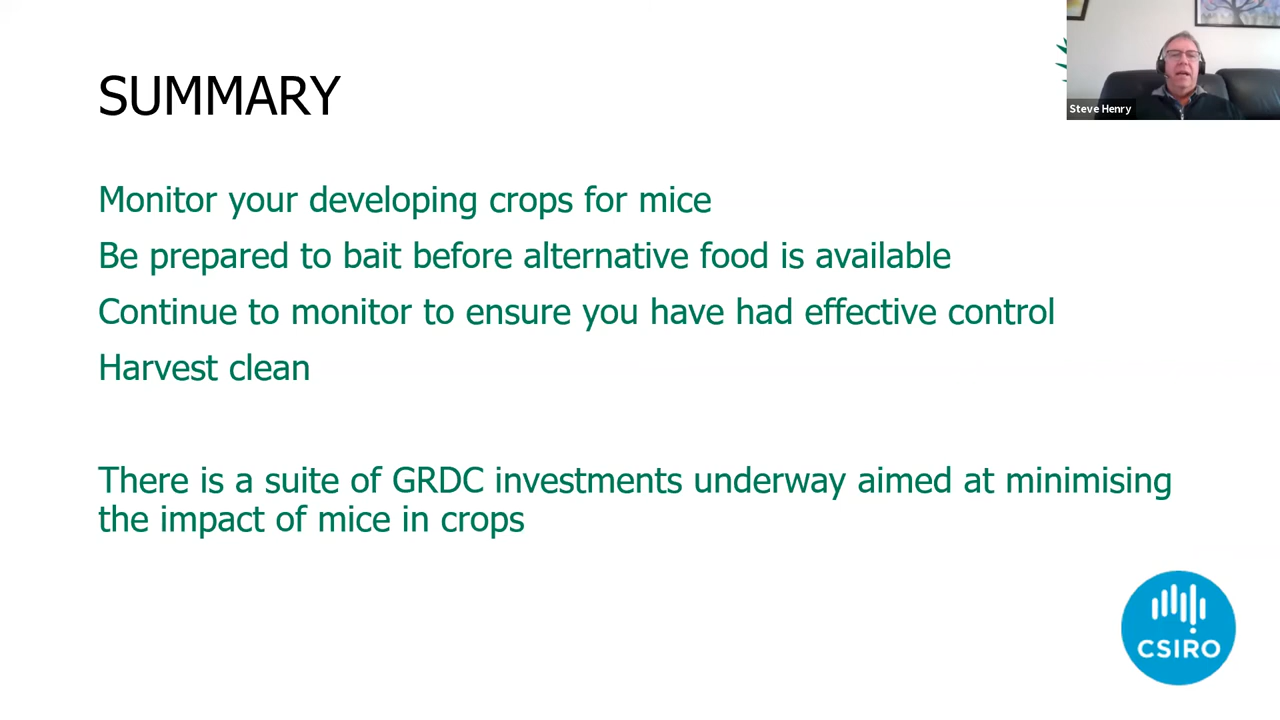 SUMMARY
Steve Henry
Monitor your developing crops for mice
Be prepared to bait before alternative food is available
Continue to monitor to ensure you have had effective control
Harvest clean
There is a suite of GRDC investments underway aimed at minimising
the impact of mice in crops
CSIRO